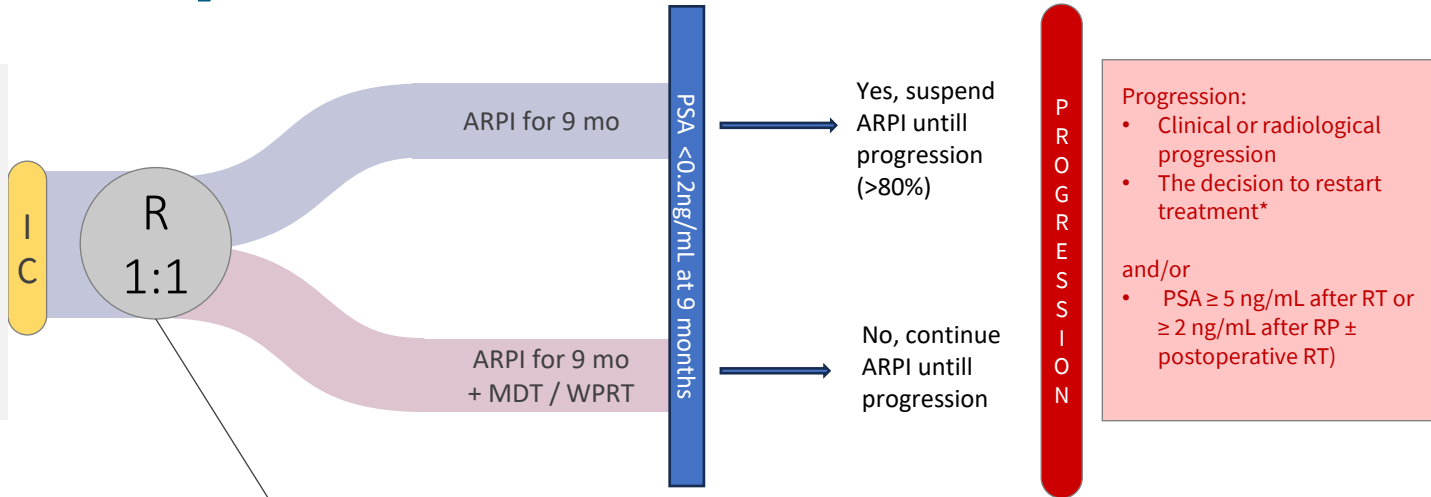 I
C
R
1:1
ARPI for 9 mo
ARPI for 9 mo
+ MDT / WPRT
PSA <0.2ng/mL at 9 months
Yes, suspend
ARPI untill
progression
(>80%)
No, continue
ARPI untill
progression
P
R
O
G
R
E
S
S
I
O
N
Progression:
• Clinical or radiological
progression
• The decision to restart
treatment*
and/or
• PSA ≥ 5 ng/mL after RT or
≥ 2 ng/mL after RP ±
postoperative RT)